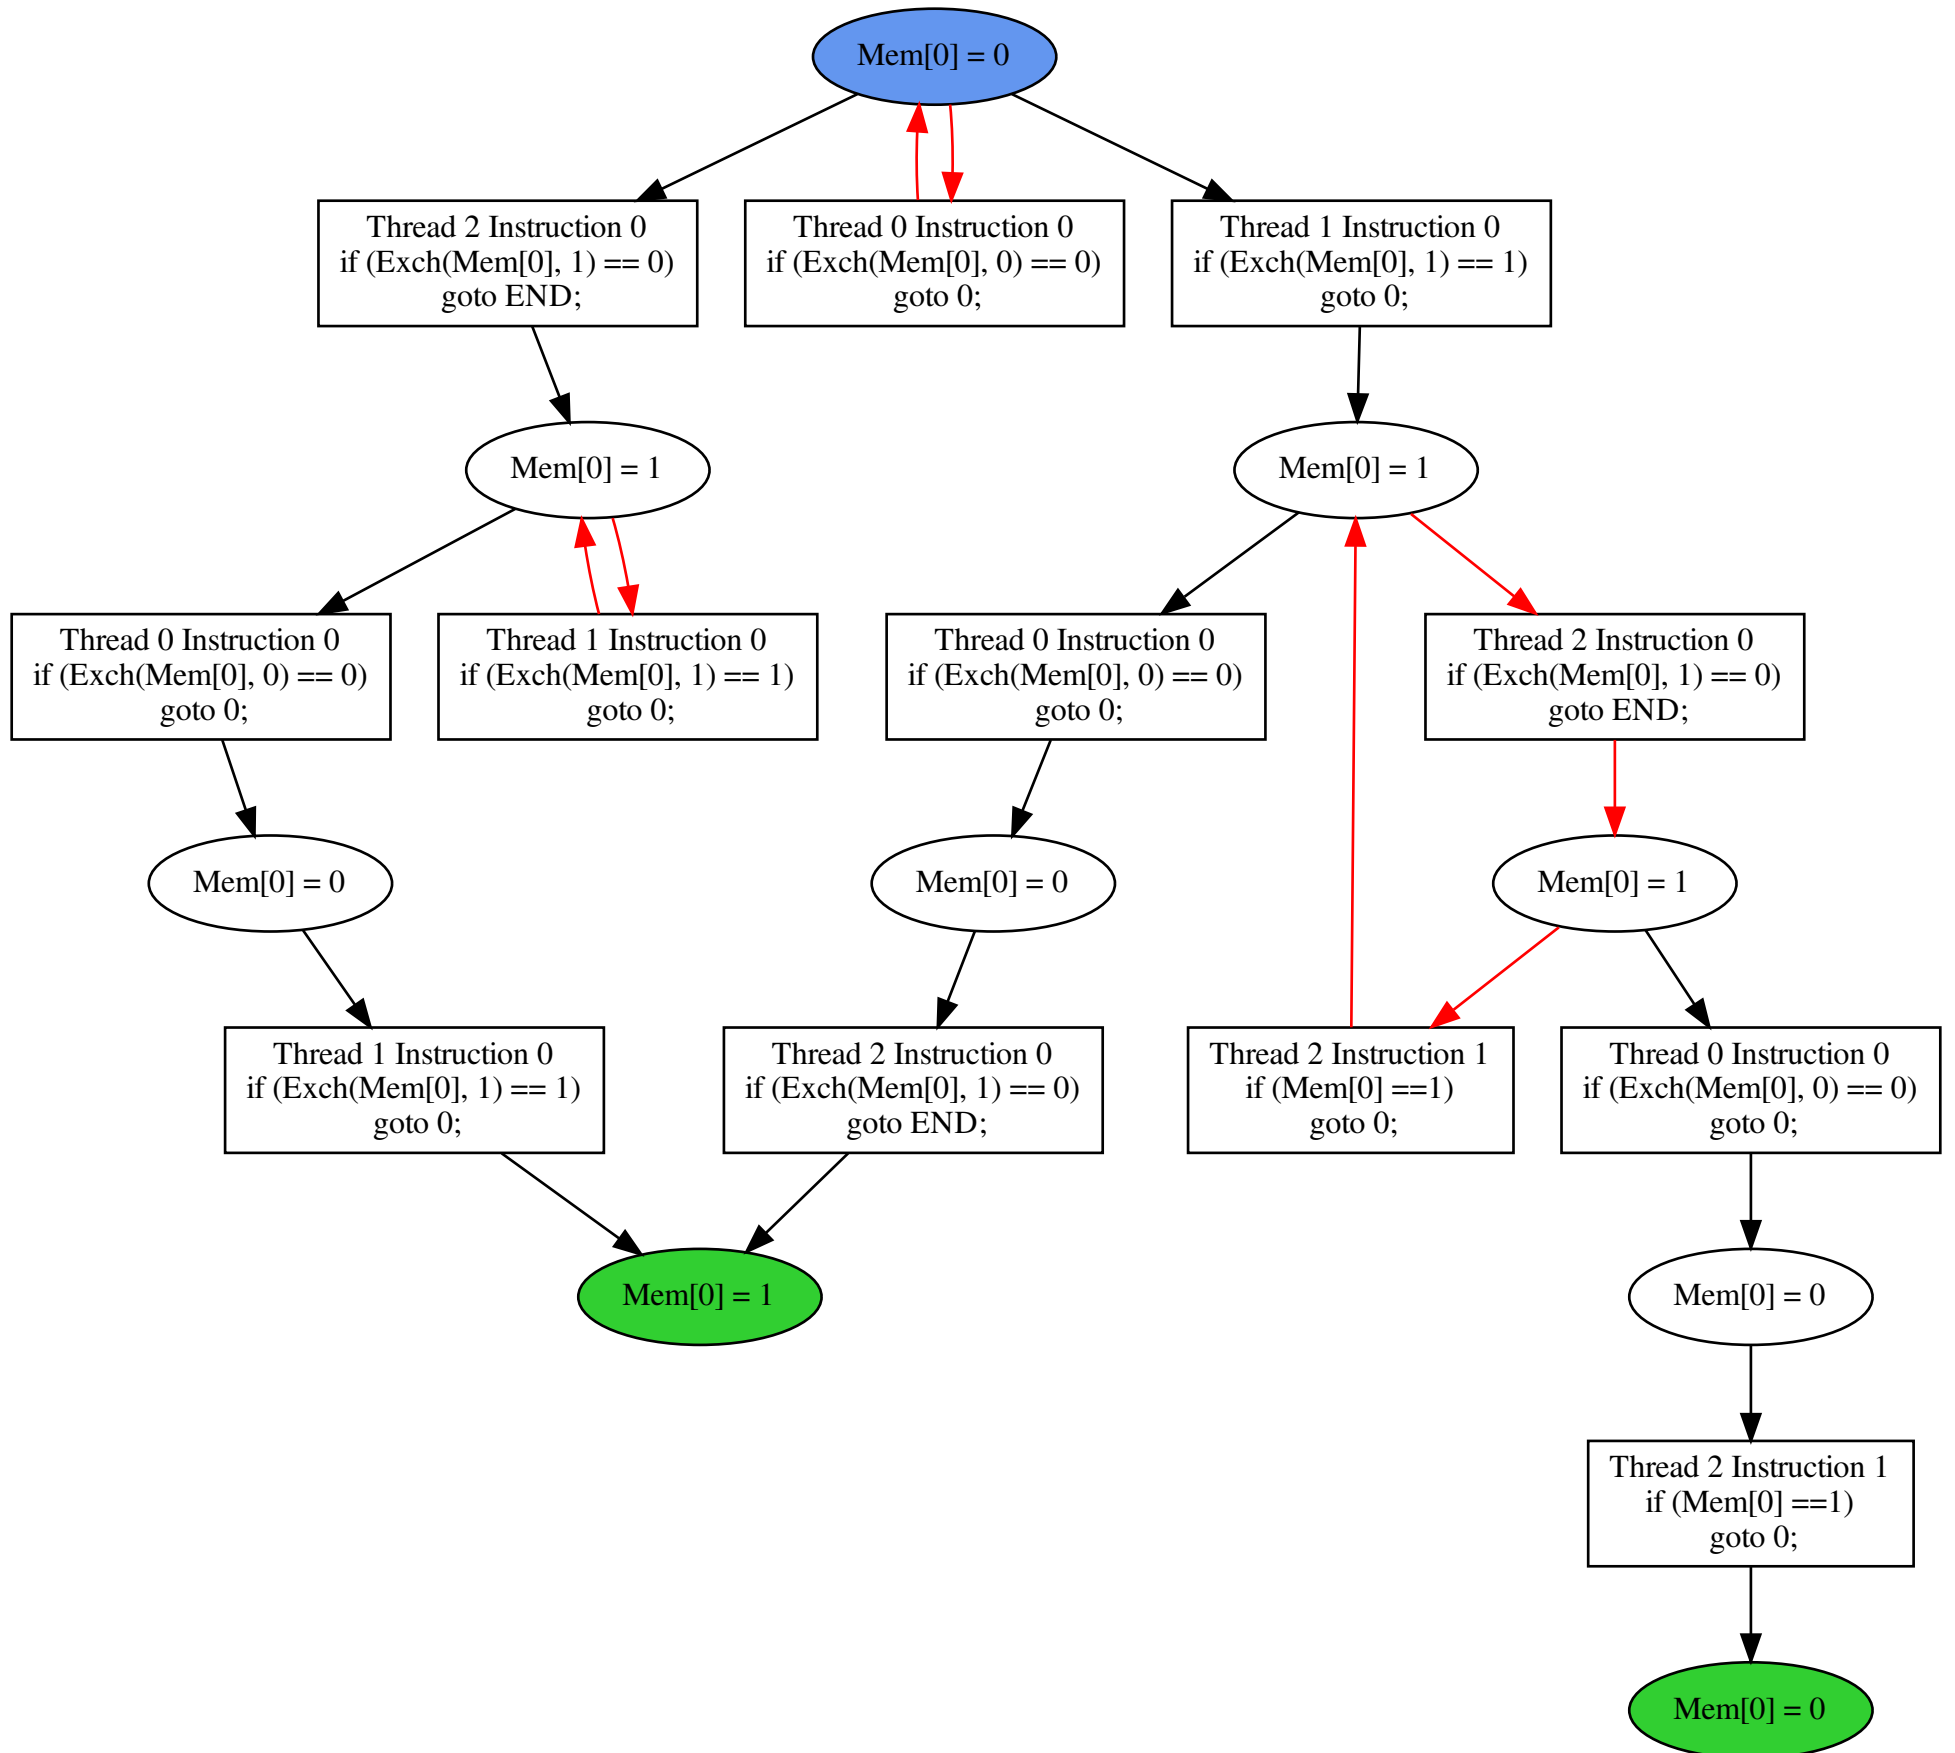 Mem[0] = 0
Thread 2 Instruction 0
if (Exch(Mem[0], 1) == 0)
goto END;
Thread 0 Instruction 0
if (Exch(Mem[0], 0) == 0)
goto 0;
Thread 1 Instruction 0
if (Exch(Mem[0], 1) == 1)
goto 0;
Mem[0] = 1
Mem[0] = 1
Thread 0 Instruction 0
if (Exch(Mem[0], 0) == 0)
goto 0;
Thread 1 Instruction 0
if (Exch(Mem[0], 1) == 1)
goto 0;
Thread 0 Instruction 0
if (Exch(Mem[0], 0) == 0)
goto 0;
Thread 2 Instruction 0
if (Exch(Mem[0], 1) == 0)
goto END;
Mem[0] = 0
Mem[0] = 0
Mem[0] = 1
Thread 1 Instruction 0
if (Exch(Mem[0], 1) == 1)
goto 0;
Thread 2 Instruction 0
if (Exch(Mem[0], 1) == 0)
goto END;
Thread 2 Instruction 1
if (Mem[0] ==1)
goto 0;
Thread 0 Instruction 0
if (Exch(Mem[0], 0) == 0)
goto 0;
Mem[0] = 1
Mem[0] = 0
Thread 2 Instruction 1
if (Mem[0] ==1)
goto 0;
Mem[0] = 0